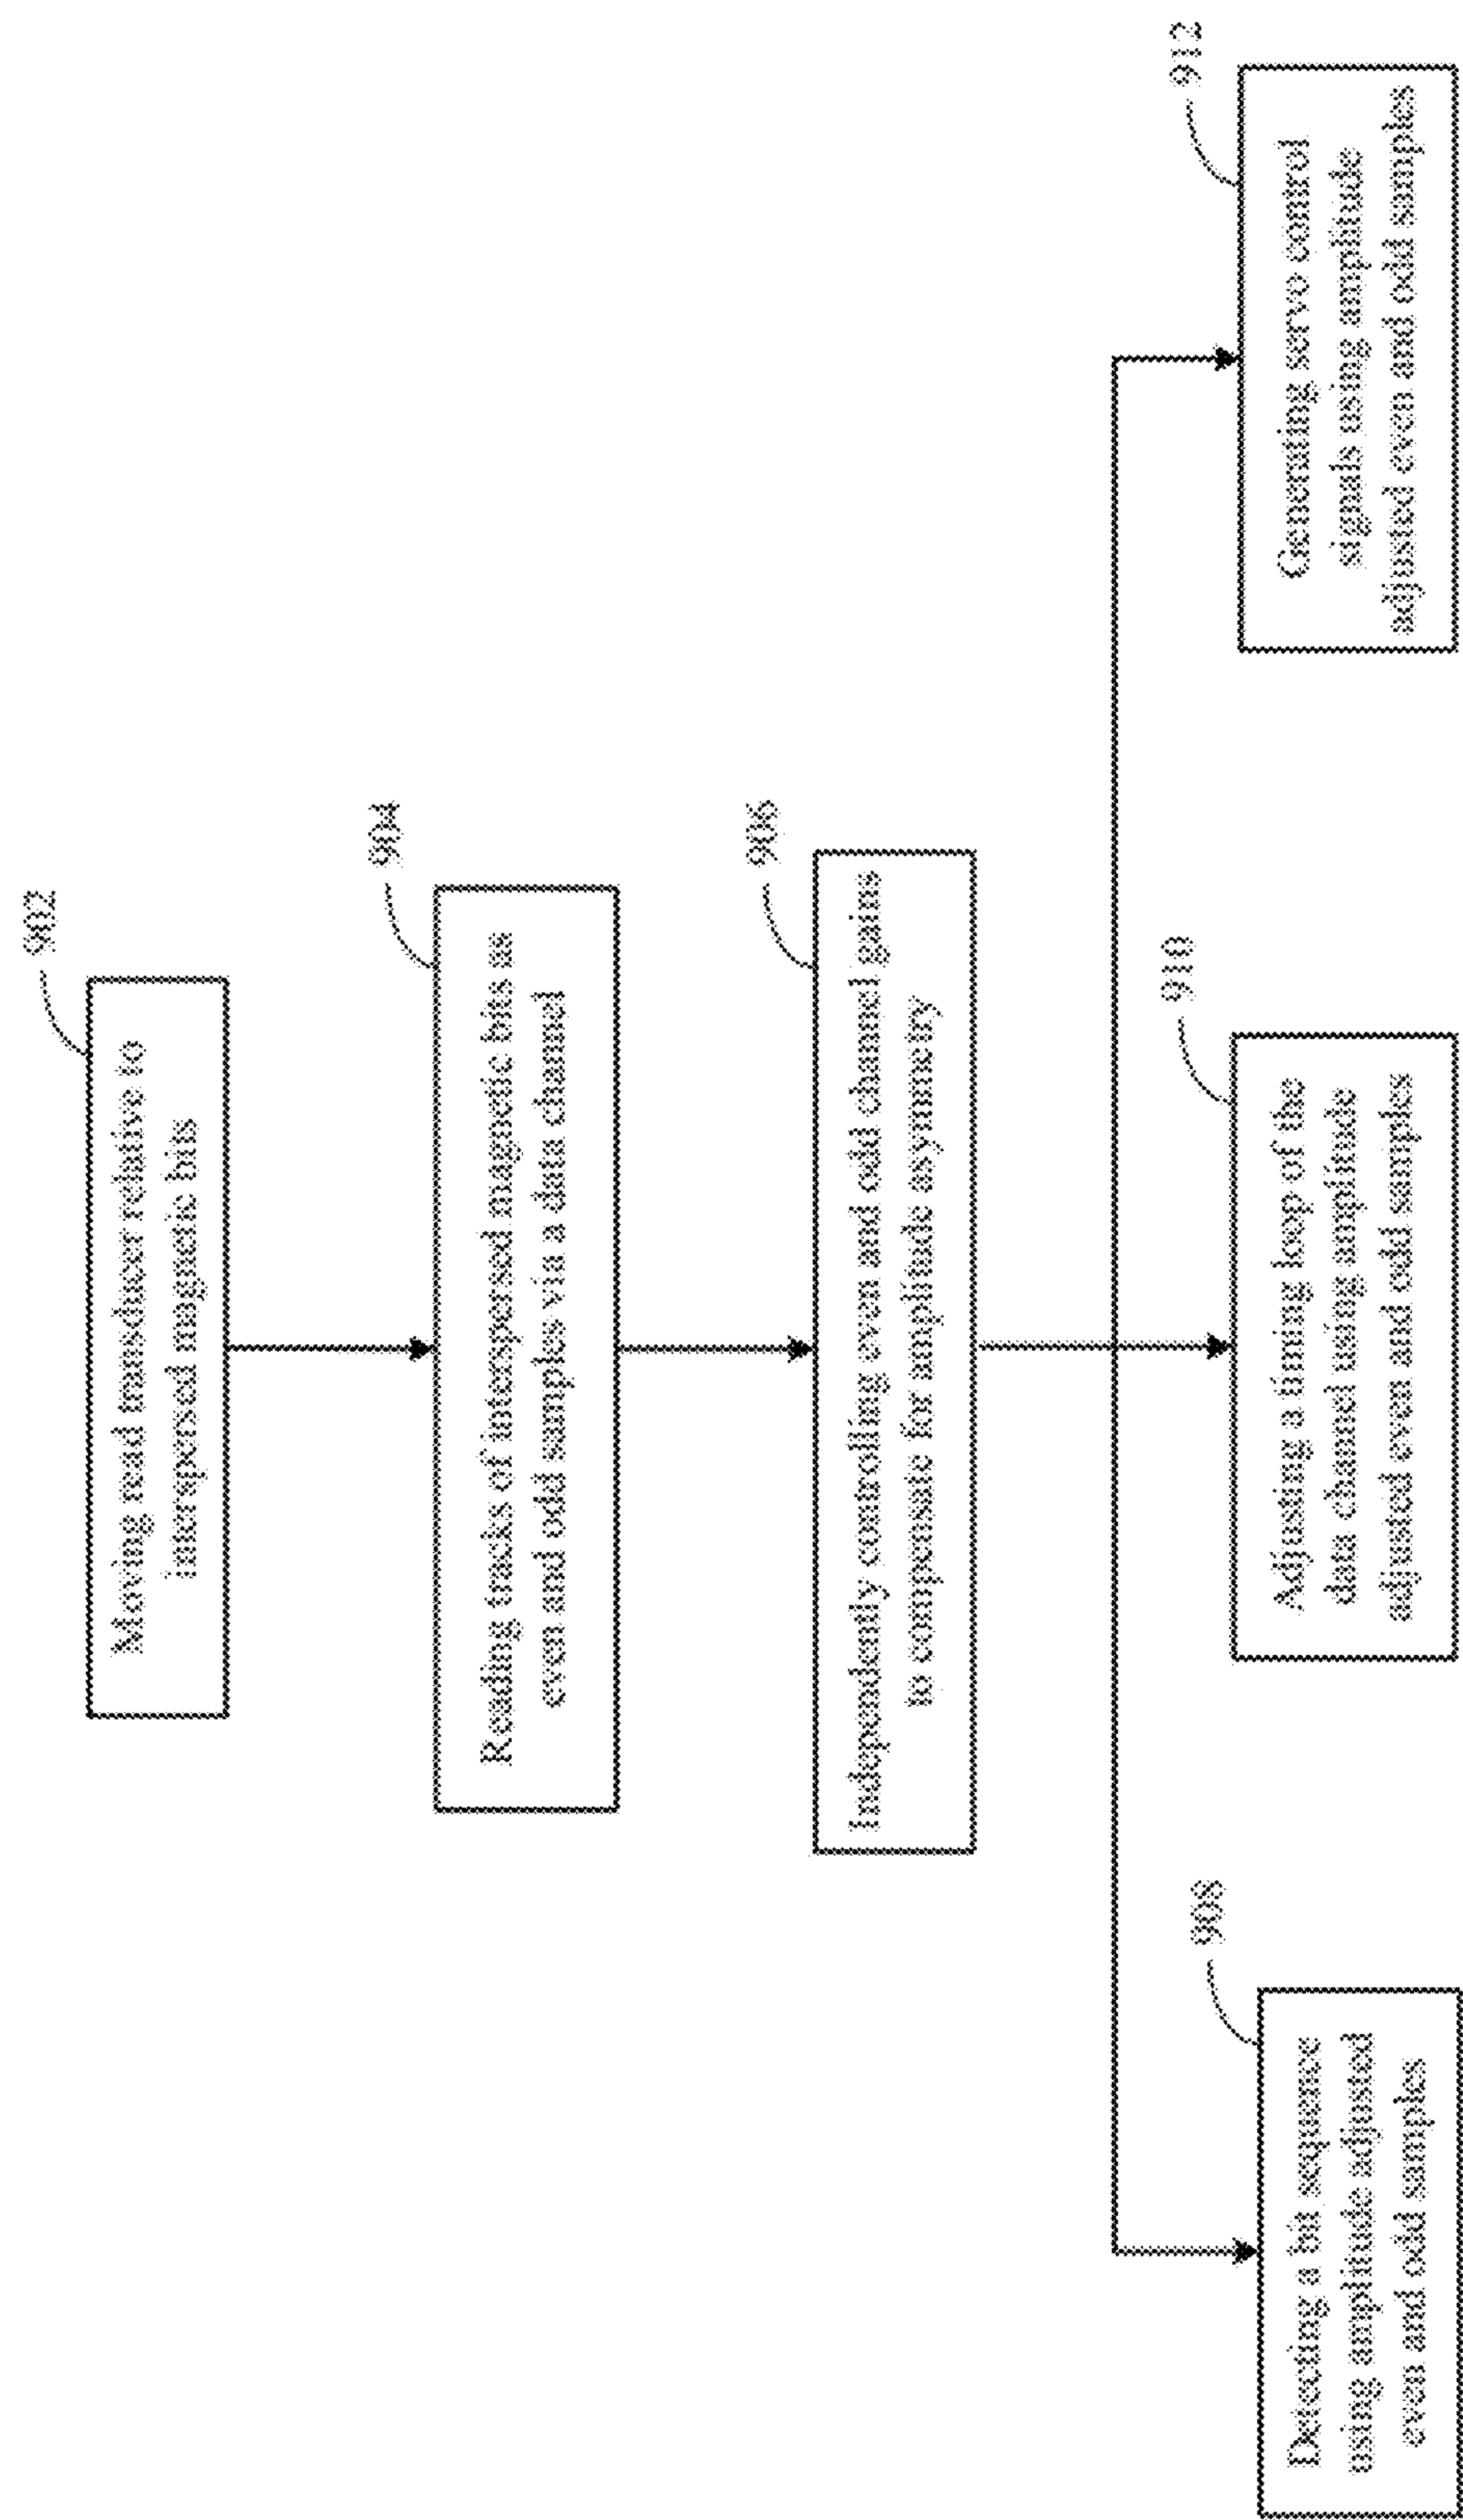 902
Moving read transducer relative to
interspersed magnetic bits
904
Reading tracks of interspersed magnetic bits as
even and odd samples via a data channel
906
Independently controlling even and odd channel gains
to compensate for amplitude asymmetry
908
Detecting a bit sequence
using amplitude adjusted
even and odd samples
910
Adjusting a timing loop of the
data channel using amplitude
adjusted even and odd samples
912
Generating servo control
signals using amplitude
adjusted even and odd samples